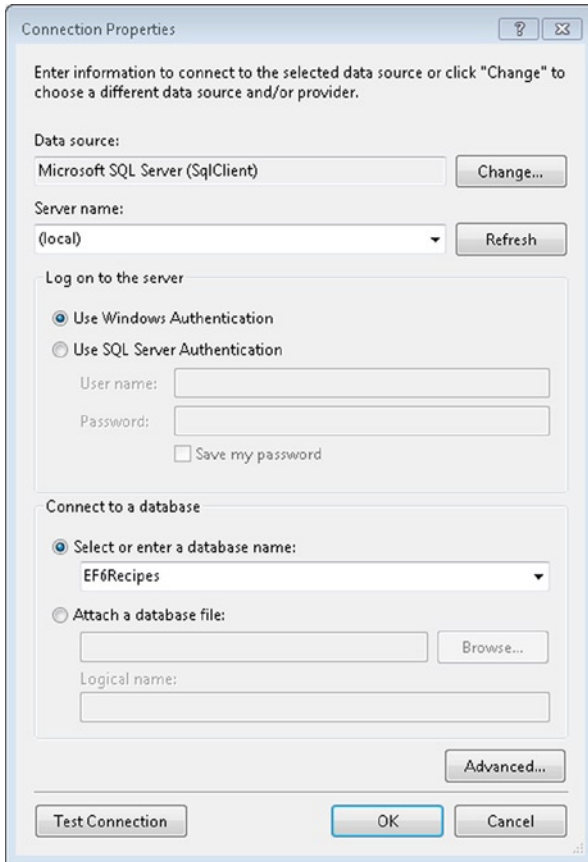 Connection Properties
?
Enter information to connect to the selected data source or click "Change" to
choose a different data source and/or provider.
Data source:
Microsoft SQL Server (SqlClient)
Change...
Server name:
(local)
Refresh
Log on to the server
Use Windows Authentication
Use SQL Server Authentication
User name:
Password:
Save my password
Connect to a database
Select or enter a database name:
EF6Recipes
Attach a database file:
Browse...
Logical name:
Advanced...
Test Connection
OK
Cancel